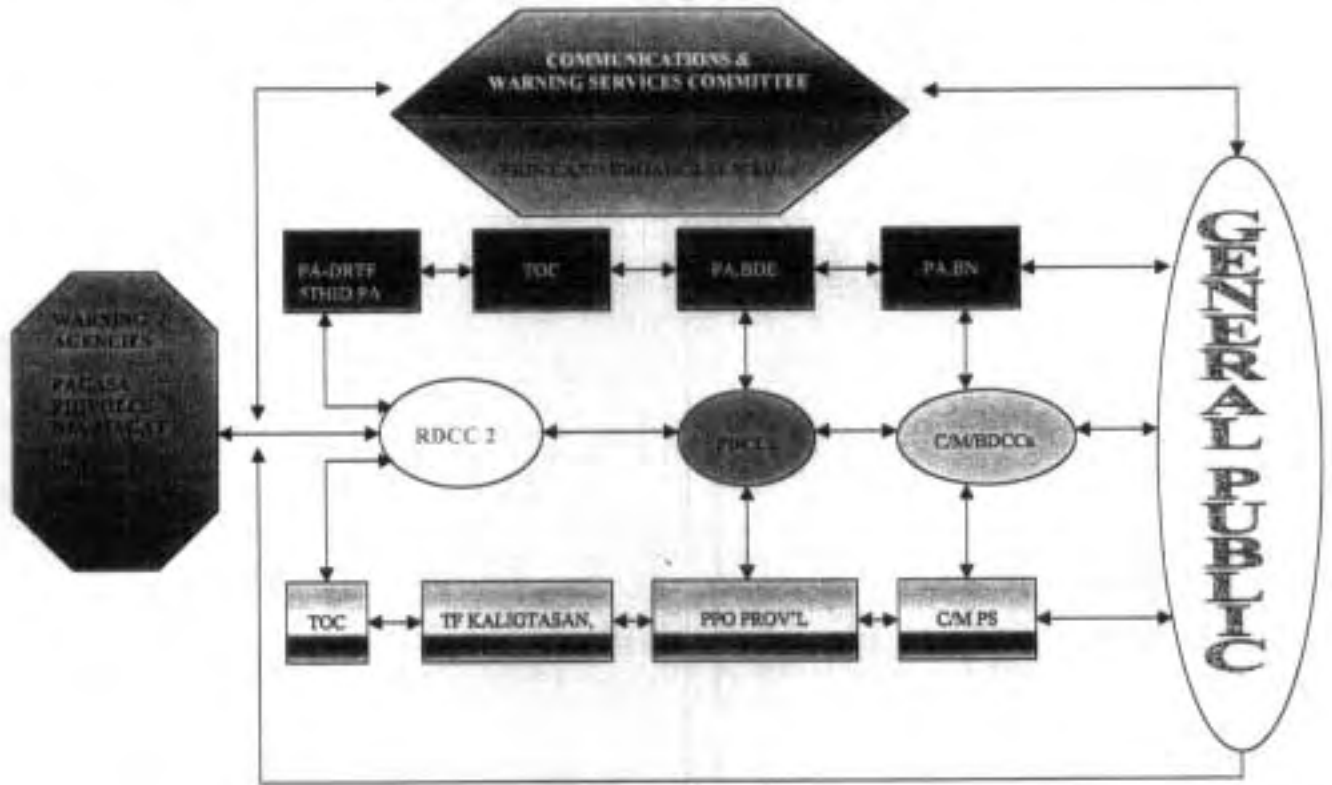 COMMUNICATIONS &
WARNING SERVICES COMMITTEE
PA-DRTF
5THID PA
TOC
PA.BDE
PA.BN
WARNING
AGENCIES
PAGASA
PHIVOLCS
RDCC 2
C/M/BDCCs
TOC
TF KALIGTASAN,
PPO PROV'L
C/M PS
GENERAL PUBLIC